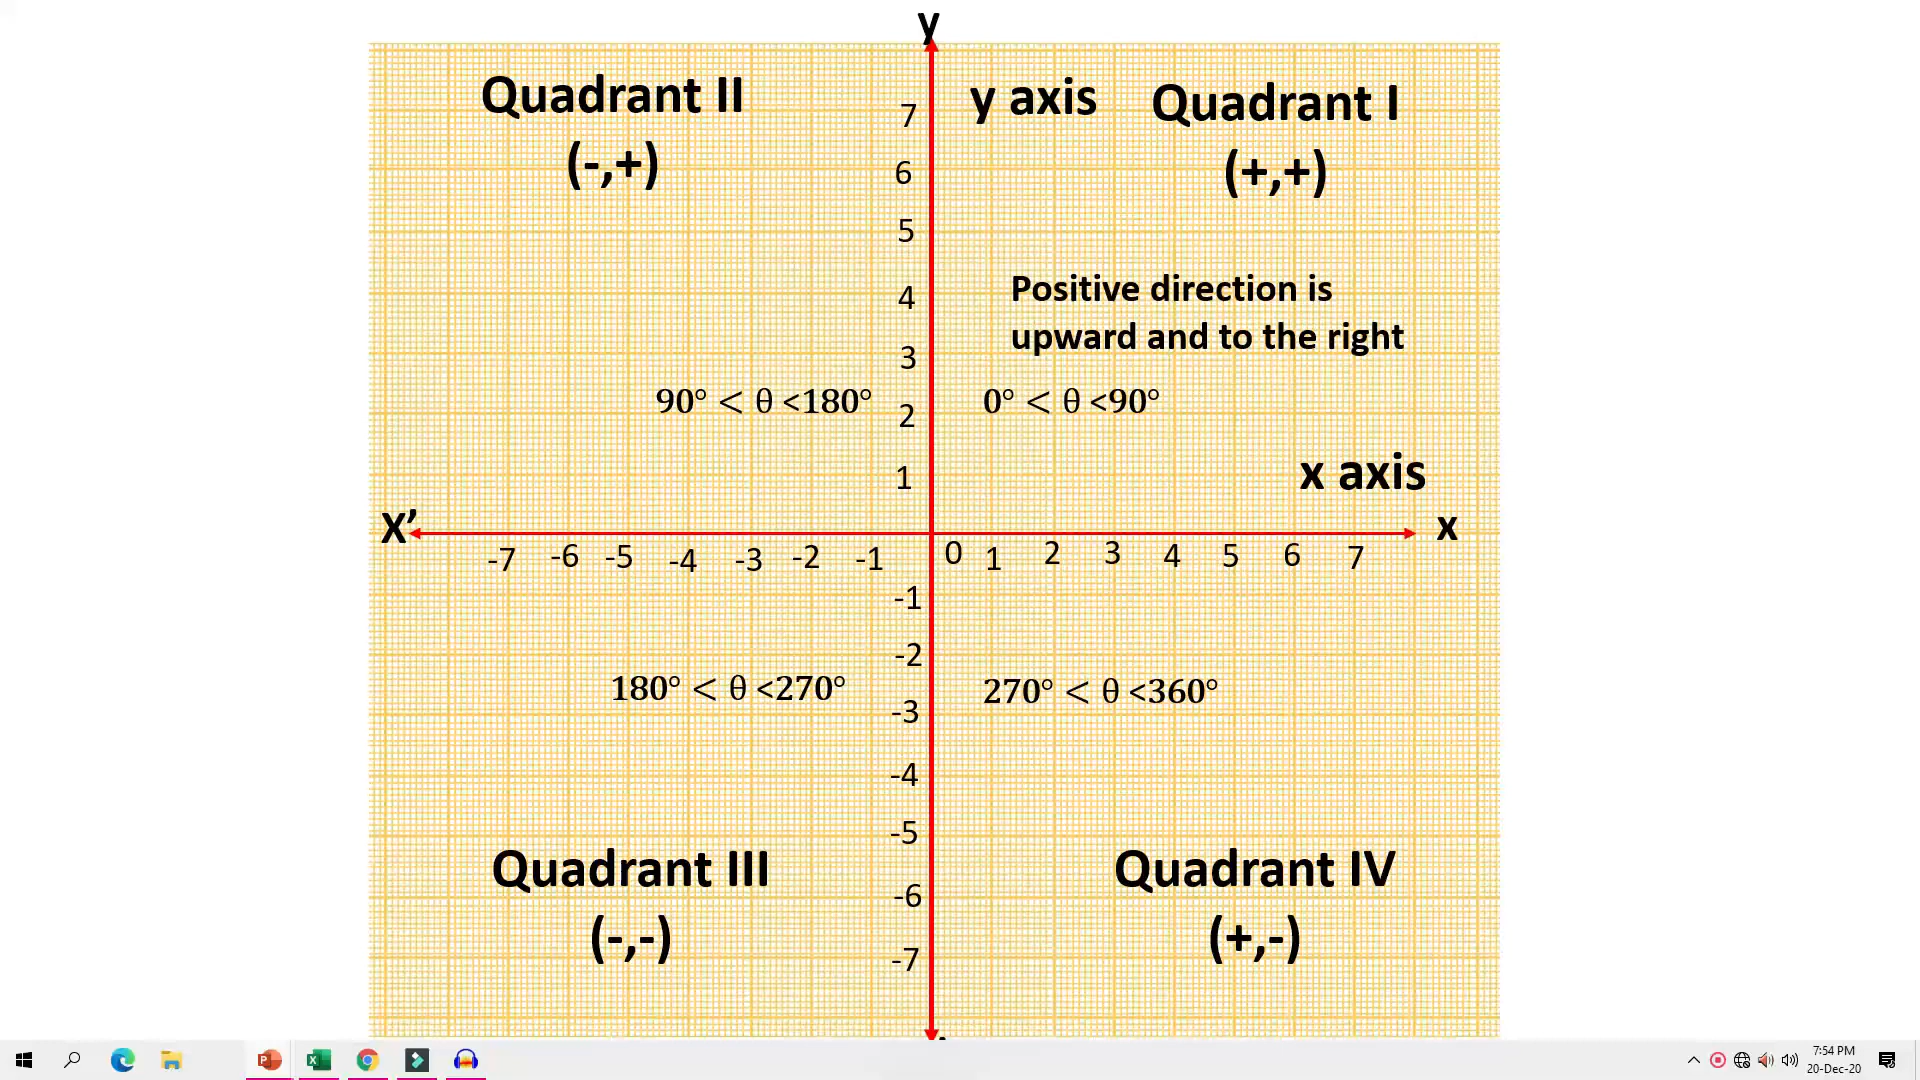 y
Quadrant II
y axis
Quadrant I
(-,+)
(+,+)
7
6
5
4
3
2
1
Positive direction is
upward and to the right
90° < θ <180°
0° < θ <90°
x axis
X’
x
-7 -6 -5 -4 -3 -2 -1 0 1 2 3 4 5 6 7
-1
-2
-3
-4
-5
-6
-7
180° < θ <270°
270° < θ <360°
Quadrant III
Quadrant IV
(-,-)
(+,-)
7:54 PM
20-Dec-20